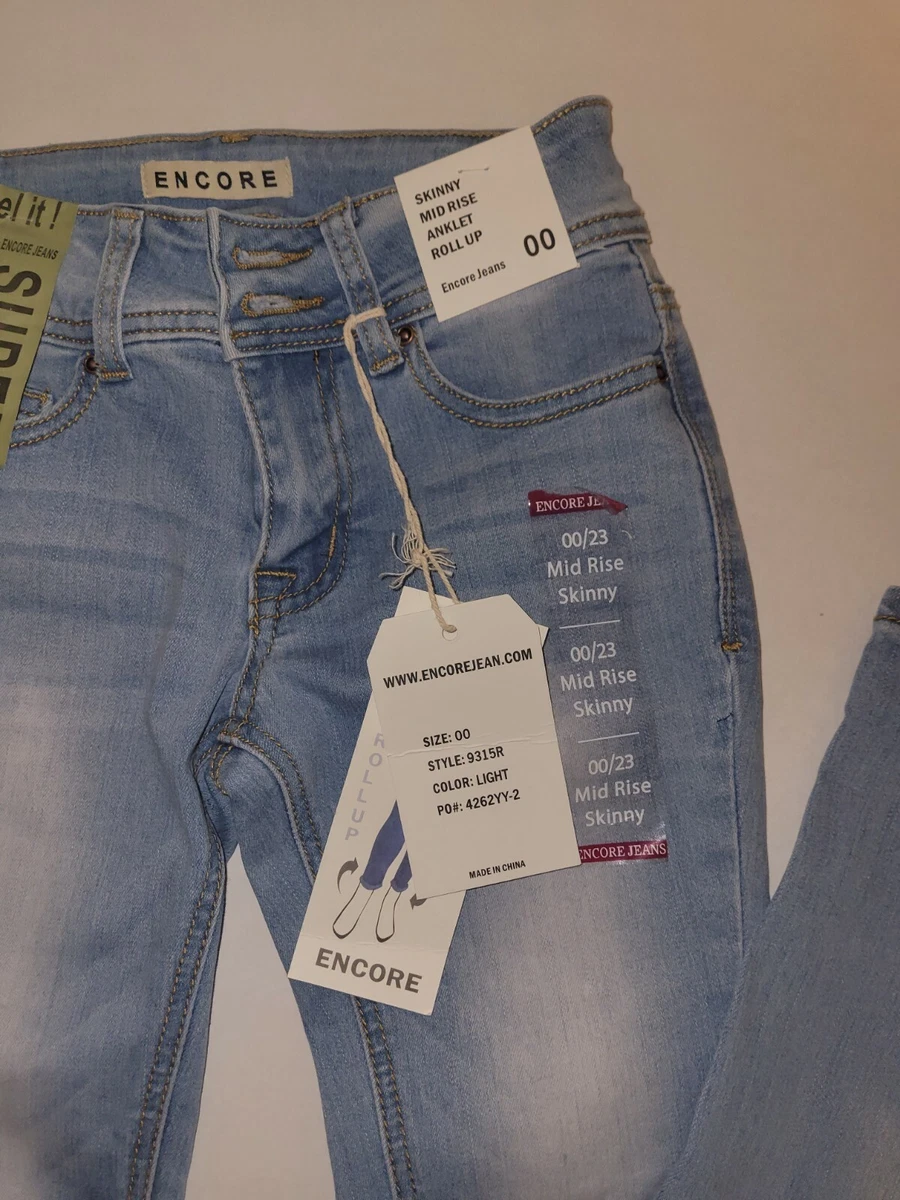 ENCORE
el it!
ENCORE JEANS
SKINNY
MID RISE
ANKLET
ROLL UP
00
Encore Jeans
ENCORE
00/23
Mid Rise
Skinny
00/23
Mid Rise
Skinny
00/23
Mid Rise
Skinny
ENCORE JEANS
WWW.ENCOREJEAN.COM
SIZE: 00
STYLE: 9315R
COLOR: LIGHT
PO#: 4262YY-2
MADE IN CHINA
ROLL UP
ENCORE